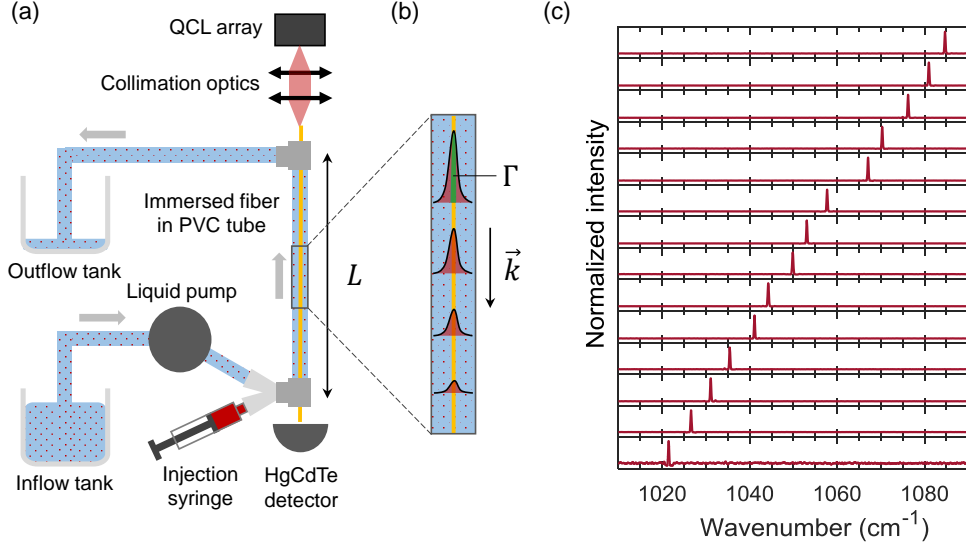 (a)
QCL array
Collimation optics
Immersed fiber
in PVC tube
L
Outflow tank
Liquid pump
Inflow tank
Injection
syringe
HgCdTe
detector
(b)
Γ
k⃗
(c)
Normalized intensity
1020 1040 1060 1080
Wavenumber (cm⁻¹)